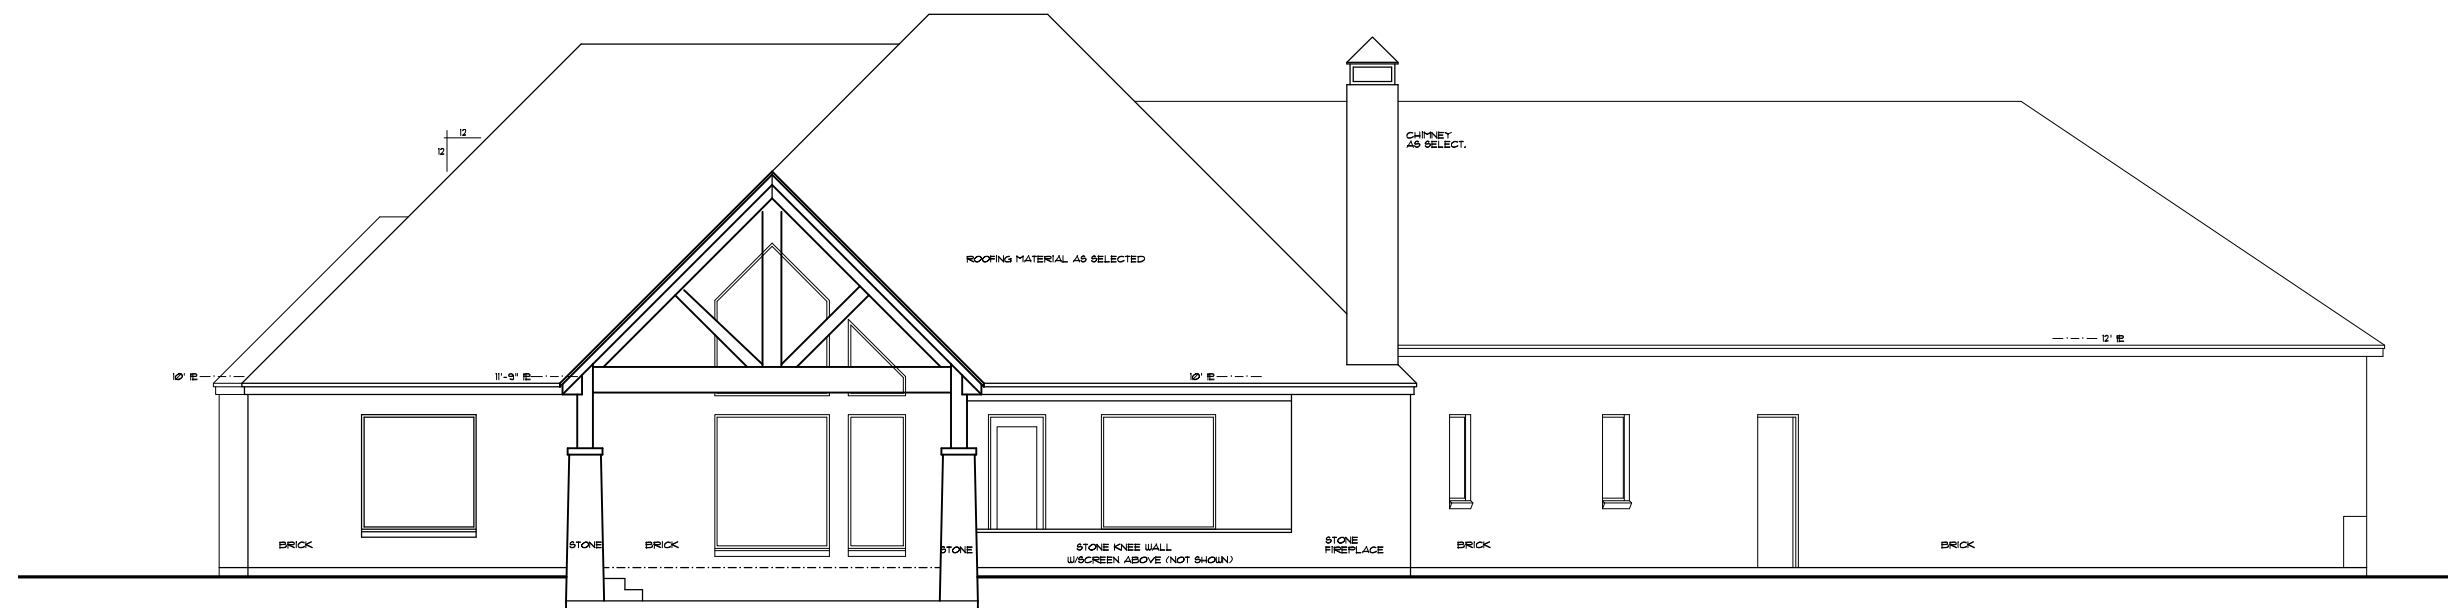 12
12
CHIMNEY
AS SELECT.
ROOFING MATERIAL AS SELECTED
12' PL
10' PL
11'-9" PL
10' PL
BRICK
STONE
BRICK
STONE
STONE KNEE WALL
W/SCREEN ABOVE (NOT SHOWN)
STONE
FIREPLACE
BRICK
BRICK